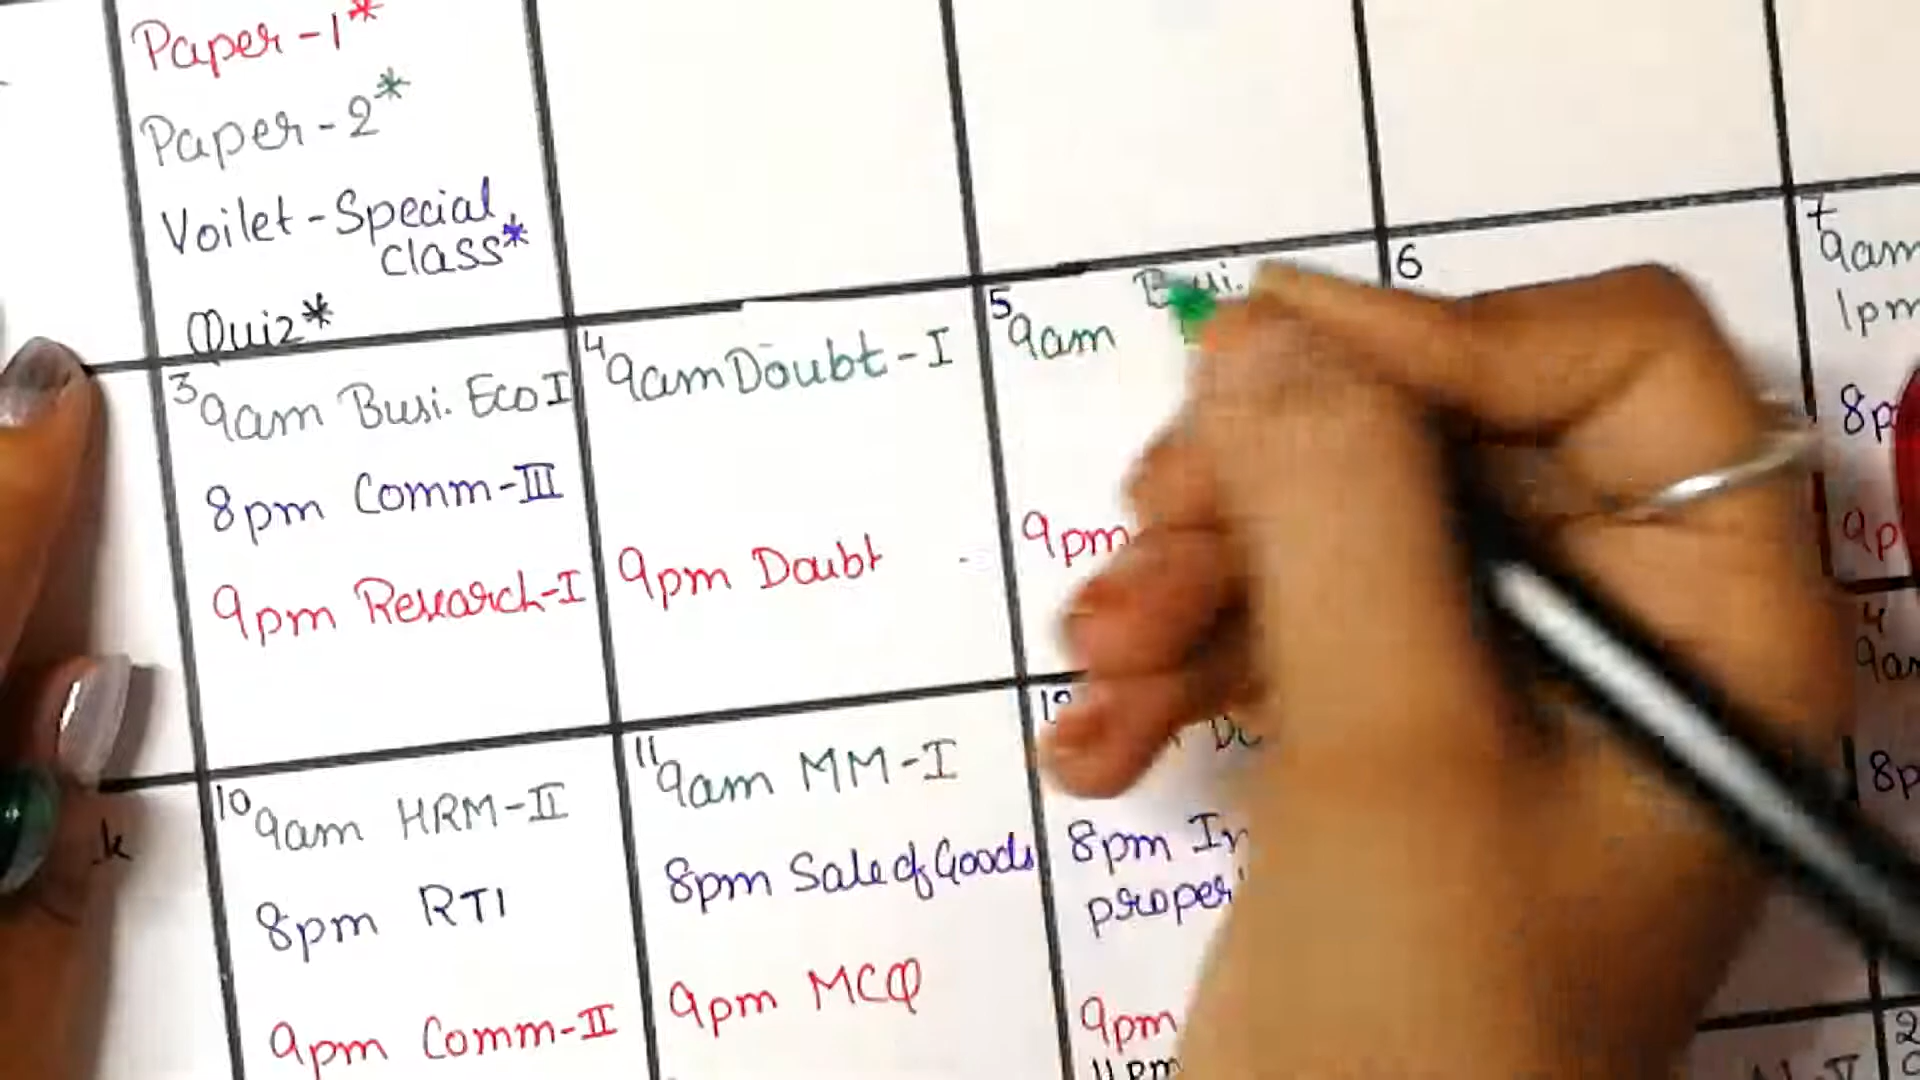 Paper-1*
Paper-2*
Voilet-Special
class*
Quiz*
3
9am Busi. Eco I
8pm Comm-III
9pm Research-I
4
9am Doubt-I
9pm Doubt
5
9am Busi.
9pm
6
7
9am
1pm
10
9am HRM-II
8pm RTI
9pm Comm-II
11
9am MM-I
8pm Sale of Goods
9pm MCQ
8pm
9pm
11pm